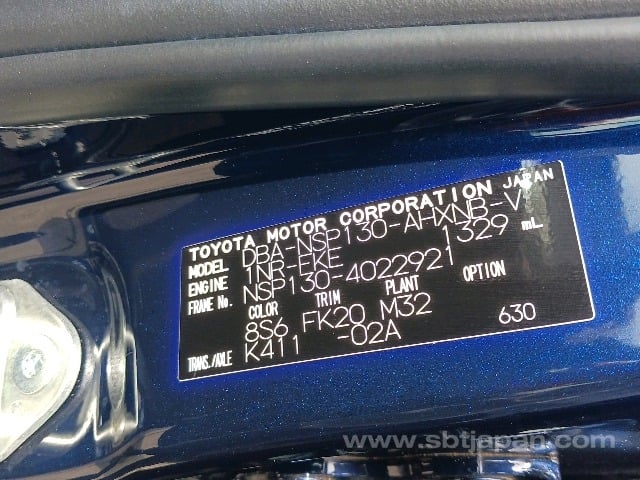 TOYOTA MOTOR CORPORATION JAPAN
MODEL DBA-NSP130-AHXNB-V
ENGINE 1NR-FKE 1329 mL
FRAME No. NSP130-4022921
COLOR TRIM PLANT OPTION
8S6 FK20 M32 630
TRANS./AXLE K411 -02A
www.sbtjapan.com